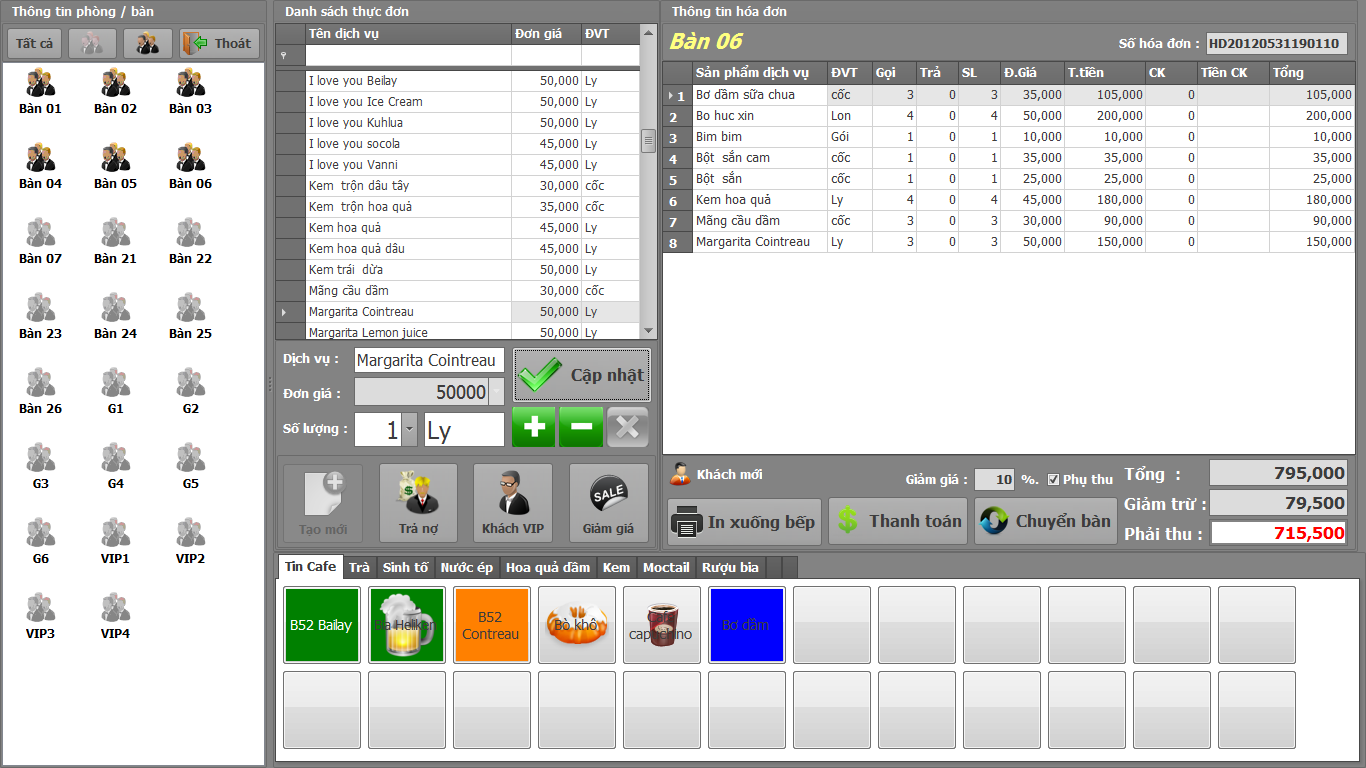 Thông tin phòng / bàn
Tất cả
Thoát
Bàn 01 Bàn 02 Bàn 03
Bàn 04 Bàn 05 Bàn 06
Bàn 07 Bàn 21 Bàn 22
Bàn 23 Bàn 24 Bàn 25
Bàn 26 G1 G2
G3 G4 G5
G6 VIP1 VIP2
VIP3 VIP4
Danh sách thực đơn
Tên dịch vụ Đơn giá ĐVT
I love you Beilay 50,000 Ly
I love you Ice Cream 50,000 Ly
I love you Kuhlua 50,000 Ly
I love you socola 45,000 Ly
I love you Vanni 45,000 Ly
Kem trộn dâu tây 30,000 cốc
Kem trộn hoa quả 35,000 cốc
Kem hoa quả 45,000 Ly
Kem hoa quả dâu 45,000 Ly
Kem trái dừa 50,000 Ly
Mãng cầu dầm 30,000 cốc
Margarita Cointreau 50,000 Ly
Margarita Lemon juice 50,000 Ly
Dịch vụ : Margarita Cointreau
Cập nhật
Đơn giá : 50000
Số lượng : 1 Ly
Tạo mới
Trả nợ
Khách VIP
Giảm giá
SALE
Thông tin hóa đơn
Bàn 06
Số hóa đơn : HD20120531190110
Sản phẩm dịch vụ ĐVT Gọi Trả SL Đ.Giá T.tiền CK Tiền CK Tổng
1 Bơ dầm sữa chua cốc 3 0 3 35,000 105,000 0 105,000
2 Bo huc xin Lon 4 0 4 50,000 200,000 0 200,000
3 Bim bim Gói 1 0 1 10,000 10,000 0 10,000
4 Bột sắn cam cốc 1 0 1 35,000 35,000 0 35,000
5 Bột sắn cốc 1 0 1 25,000 25,000 0 25,000
6 Kem hoa quả Ly 4 0 4 45,000 180,000 0 180,000
7 Mãng cầu dầm cốc 3 0 3 30,000 90,000 0 90,000
8 Margarita Cointreau Ly 3 0 3 50,000 150,000 0 150,000
Khách mới
Giảm giá : 10 %. Phụ thu
In xuống bếp
Thanh toán
Chuyển bàn
Tổng : 795,000
Giảm trừ : 79,500
Phải thu : 715,500
Tin Cafe Trà Sinh tố Nước ép Hoa quả dầm Kem Moctail Rượu bia
B52 Bailay
Bia Heliken
B52
Contreau
Bò khô
Cafe
capuchino
Bơ dầm